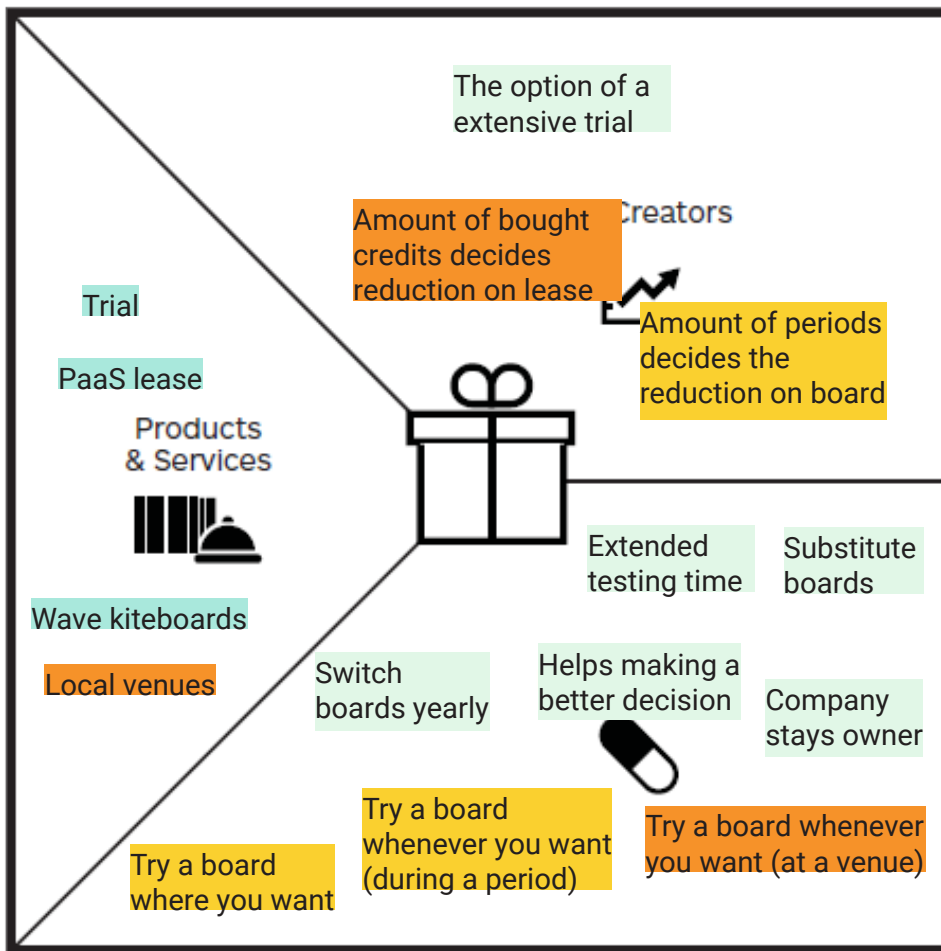 The option of a
extensive trial
Amount of bought
credits decides
reduction on lease
Creators
Amount of periods
decides the
reduction on board
Trial
PaaS lease
Products
& Services
Wave kiteboards
Local venues
Extended
testing time
Substitute
boards
Switch
boards yearly
Helps making a
better decision
Company
stays owner
Try a board
where you want
Try a board
whenever you want
(during a period)
Try a board whenever
you want (at a venue)